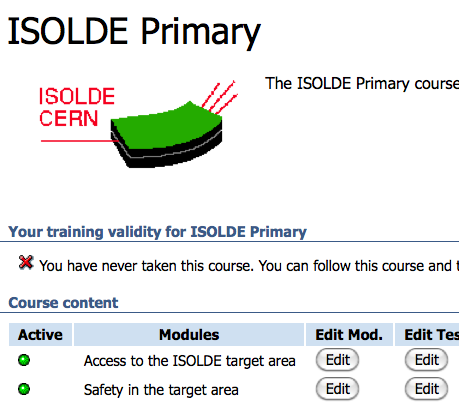 ISOLDE Primary
ISOLDE
CERN
The ISOLDE Primary course
Your training validity for ISOLDE Primary
You have never taken this course. You can follow this course and
Course content
Active Modules Edit Mod. Edit Tes
Access to the ISOLDE target area Edit Edit
Safety in the target area Edit Edit